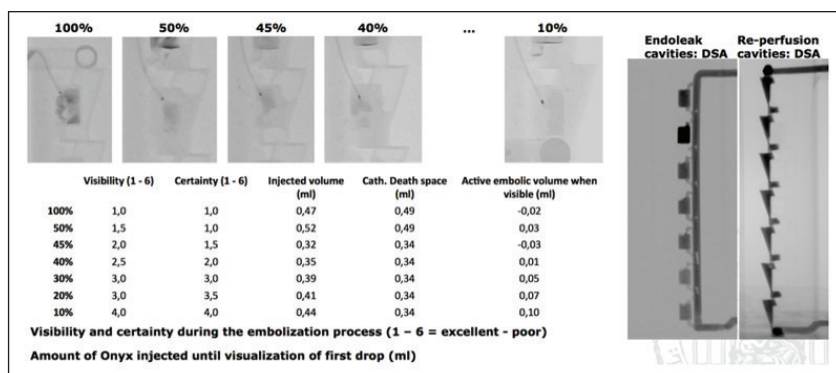 100% 50% 45% 40% ... 10%
Endoleak cavities: DSA
Re-perfusion cavities: DSA
Visibility (1 - 6) Certainty (1 - 6) Injected volume (ml) Cath. Death space (ml) Active embolic volume when visible (ml)
100% 1,0 1,0 0,47 0,49 -0,02
50% 1,5 1,0 0,52 0,49 0,03
45% 2,0 1,5 0,32 0,34 -0,03
40% 2,5 2,0 0,35 0,34 0,01
30% 3,0 3,0 0,39 0,34 0,05
20% 3,0 3,5 0,41 0,34 0,07
10% 4,0 4,0 0,44 0,34 0,10
Visibility and certainty during the embolization process (1 – 6 = excellent - poor)
Amount of Onyx injected until visualization of first drop (ml)